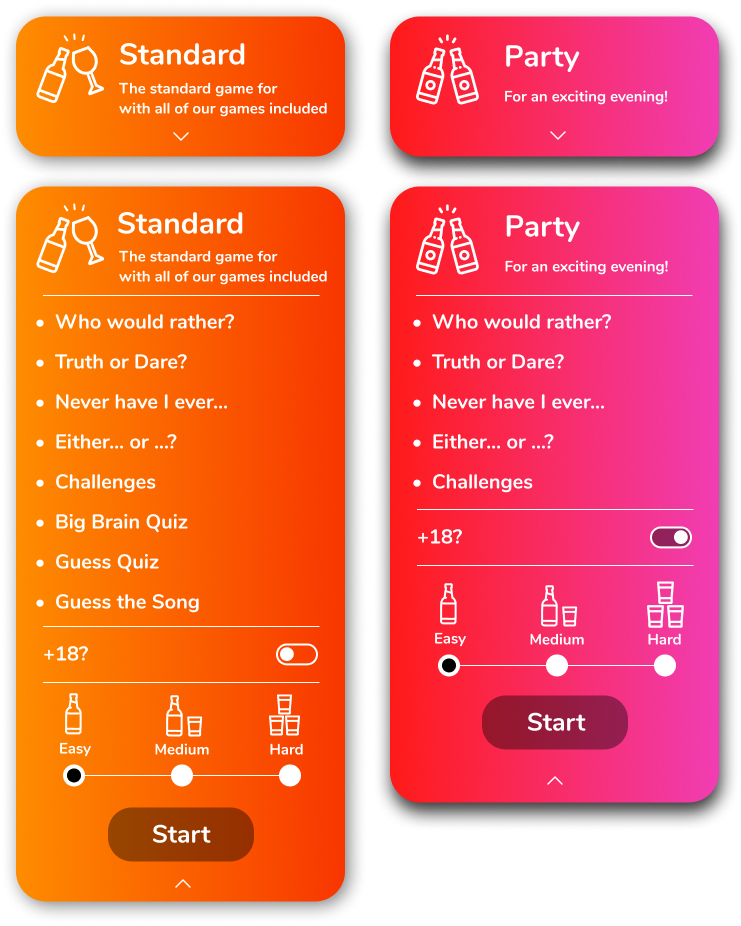 Standard
The standard game for
with all of our games included
Party
For an exciting evening!
Standard
The standard game for
with all of our games included
• Who would rather?
• Truth or Dare?
• Never have I ever...
• Either... or ...?
• Challenges
• Big Brain Quiz
• Guess Quiz
• Guess the Song
+18?
Easy Medium Hard
Start
Party
For an exciting evening!
• Who would rather?
• Truth or Dare?
• Never have I ever...
• Either... or ...?
• Challenges
+18?
Easy Medium Hard
Start